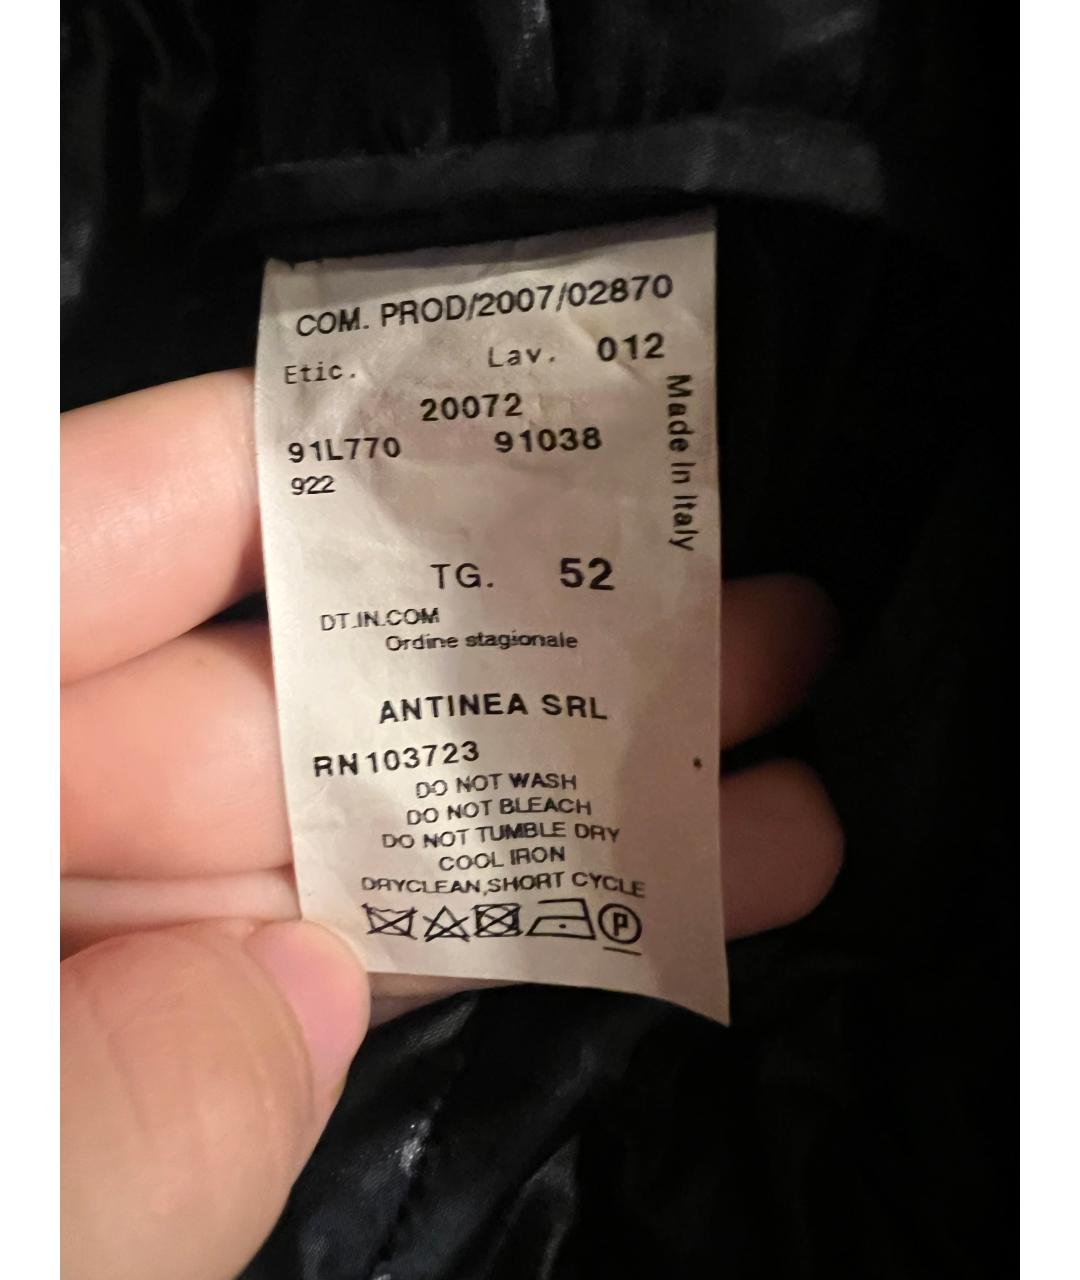 COM. PROD/2007/02870
Etic. Lav. 012
20072
91L770 91038
922
Made In Italy
TG. 52
DT.IN.COM
Ordine stagionale
ANTINEA SRL
RN103723
DO NOT WASH
DO NOT BLEACH
DO NOT TUMBLE DRY
COOL IRON
DRYCLEAN,SHORT CYCLE
P